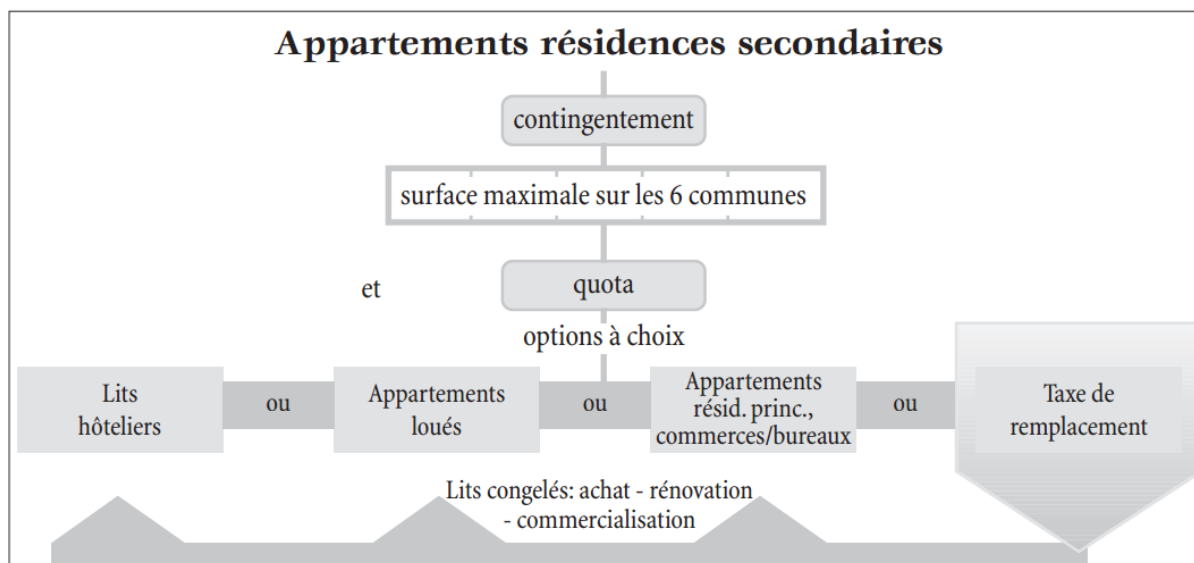 Appartements résidences secondaires
contingentement
surface maximale sur les 6 communes
et
quota
options à choix
Lits
hôteliers
ou
Appartements
loués
ou
Appartements
résid. princ.,
commerces/bureaux
ou
Taxe de
remplacement
Lits congelés: achat - rénovation
- commercialisation